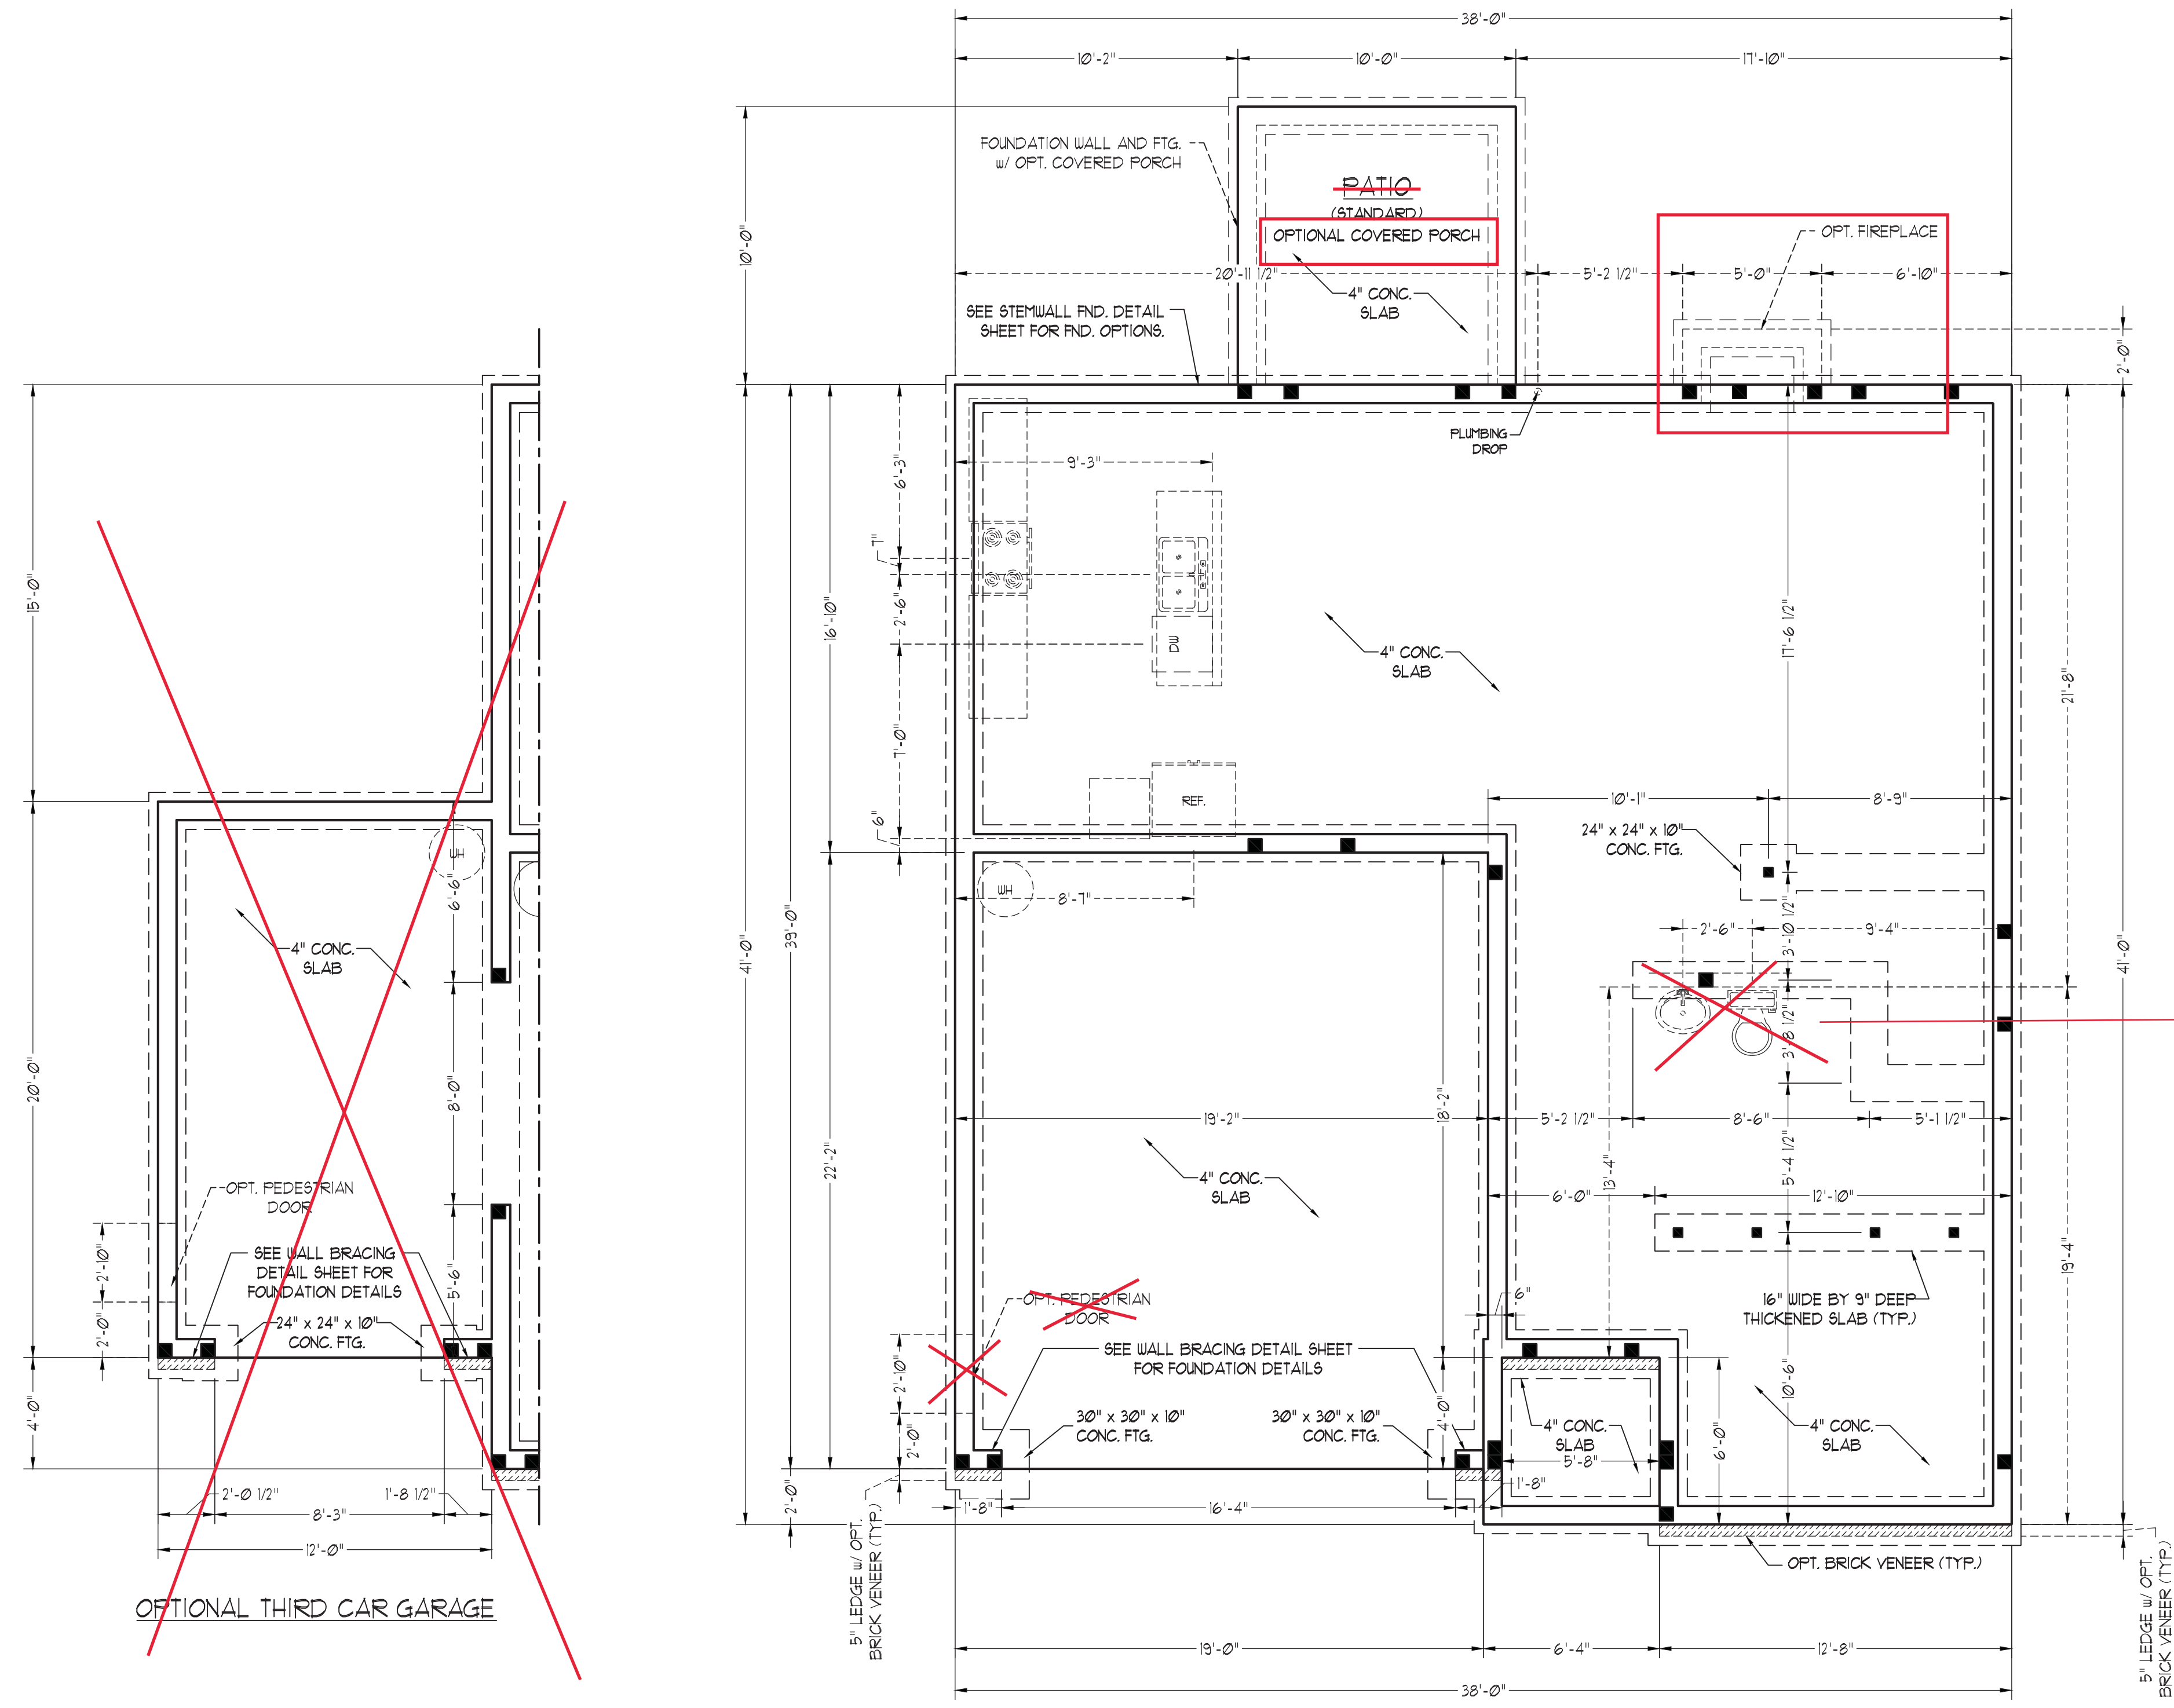 38'-0"
10'-2"
10'-0"
17'-10"
FOUNDATION WALL AND FTG.
w/ OPT. COVERED PORCH
PATIO
(STANDARD)
OPTIONAL COVERED PORCH
OPT. FIREPLACE
10'-0"
20'-11 1/2"
5'-2 1/2"
5'-0"
6'-10"
4" CONC.
SLAB
SEE STEMWALL FND. DETAIL
SHEET FOR FND. OPTIONS.
2'-0"
PLUMBING
DROP
9'-3"
6'-3"
7"
2'-6"
7'-0"
6"
15'-0"
16'-10"
17'-6 1/2"
21'-8"
DW
4" CONC.
SLAB
REF.
10'-1"
8'-9"
24" x 24" x 10"
CONC. FTG.
WH
6'-6"
WH
8'-7"
4" CONC.
SLAB
41'-0"
39'-0"
2'-6"
3'-10 1/2"
9'-4"
41'-0"
3'-8 1/2"
20'-0"
8'-0"
18'-2"
19'-2"
5'-2 1/2"
8'-6"
5'-1 1/2"
22'-2"
13'-4"
5'-4 1/2"
4" CONC.
SLAB
6'-0"
12'-10"
OPT. PEDESTRIAN
DOOR
2'-10"
SEE WALL BRACING
DETAIL SHEET FOR
FOUNDATION DETAILS
5'-6"
19'-4"
24" x 24" x 10"
CONC. FTG.
2'-0"
OPT. PEDESTRIAN
DOOR
6"
16" WIDE BY 9" DEEP
THICKENED SLAB (TYP.)
SEE WALL BRACING DETAIL SHEET
FOR FOUNDATION DETAILS
2'-10"
10'-6"
4'-0"
4'-0"
30" x 30" x 10"
CONC. FTG.
30" x 30" x 10"
CONC. FTG.
4" CONC.
SLAB
5'-8"
6'-0"
4" CONC.
SLAB
2'-0"
2'-0 1/2"
1'-8 1/2"
8'-3"
12'-0"
2'-0"
1'-8"
16'-4"
1'-8"
5" LEDGE w/ OPT.
BRICK VENEER (TYP.)
OPT. BRICK VENEER (TYP.)
5" LEDGE w/ OPT.
BRICK VENEER (TYP.)
OPTIONAL THIRD CAR GARAGE
19'-0"
6'-4"
12'-8"
38'-0"